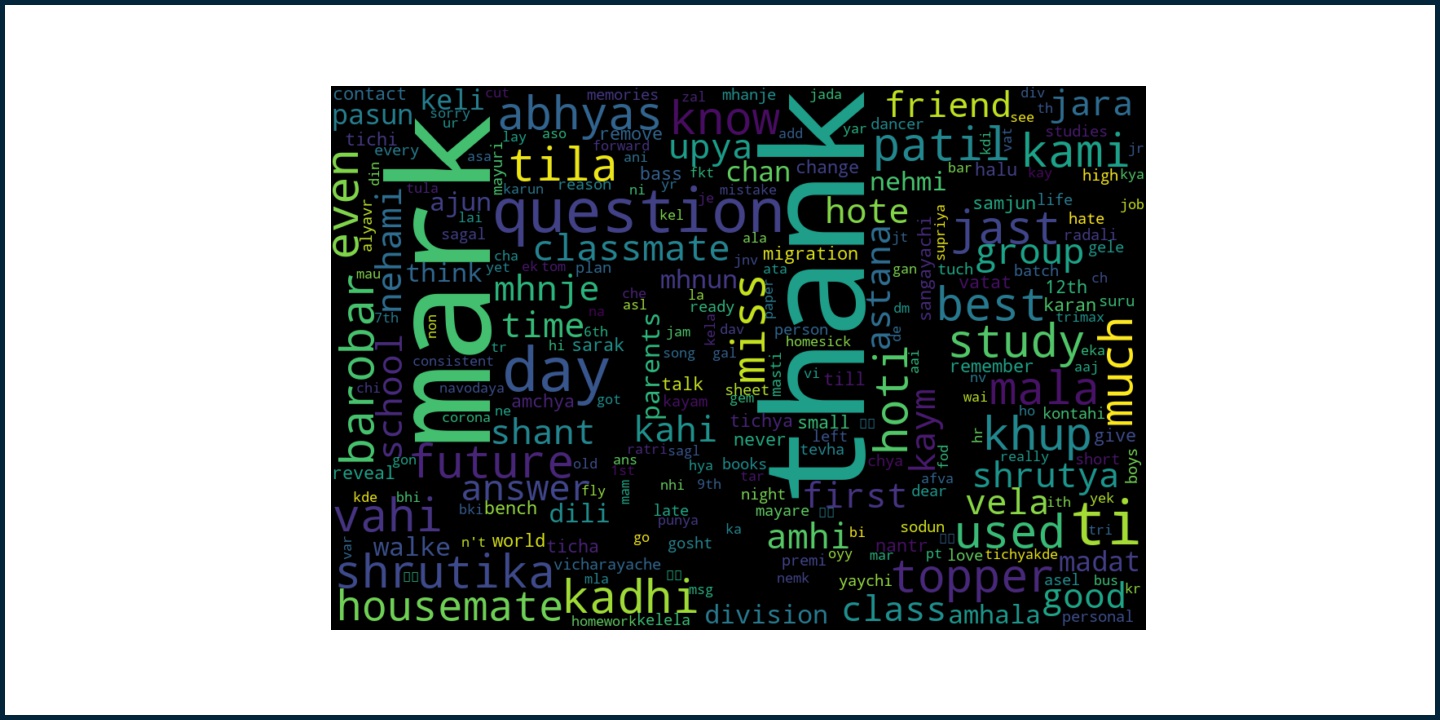 contact
keli
cut
memories
zal
mhanje
jada
div
th
jara
pasun
sorry
ur
abhyas
know
add
yar
friend
see
tichi
lay
aso
remove
forward
dancer
patil
kdi
vat
studies
jr
every
asa
mayuri
tila
ani
upya
chan
change
kami
din
karun
reason
bass
fkt
nehmi
bar
halu
kay
high
kya
even
tula
ajun
ni
yr
mistake
je
samjun
life
job
alyavr
nehami
lai
mark
question
kel
thank
hote
supriya
jast
hate
sagal
classmate
ala
astana
jt
sangayachi
radali
cha
migration
group
gele
think
yet
ek
tom
plan
mhnun
jnv
ata
gan
tuch
batch
ch
mau
mhnje
che
la
miss
paper
vatat
12th
7th
asl
ready
dm
best
karan
suru
barobar
non
time
6th
na
parents
jam
kela
dav
person
de
trimax
school
tr
hi
sarak
song
gal
homesick
study
eka
much
consistent
day
masti
vi
till
hoti
aai
remember
aaj
chi
navodaya
talk
sheet
nv
mala
amchya
got
kayam
gem
kaym
wai
corona
ne
tichya
small
ho
kontahi
shant
kahi
never
left
khup
hr
give
future
ratri
sagl
tevha
really
short
gon
old
ans
1st
hya
books
chya
fod
boys
reveal
tar
afva
shrutya
answer
fly
mam
nhi
9th
night
first
dear
kde
bhi
vela
ith
yek
vahi
bki
bench
dili
late
punya
mayare
ti
walke
n't
world
go
gosht
ka
amhi
bi
sodun
used
tri
var
ticha
oyy
mar
nantr
pt
love
tichyakde
madat
shrutika
vicharayache
mla
premi
nemk
yaychi
topper
asel
bus
kr
housemate
kadhi
msg
good
homework
kelela
division
class
amhala
personal